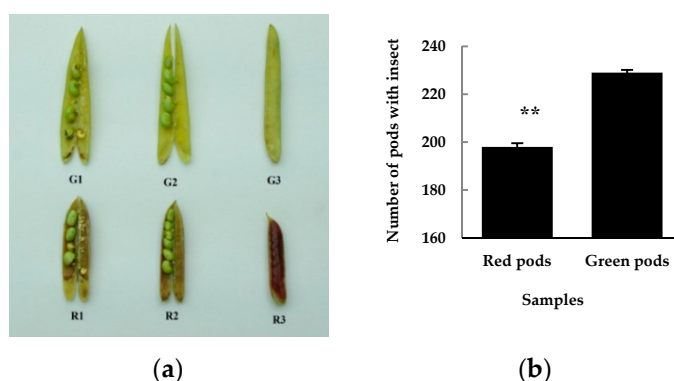 G1 G2 G3
R1 R2 R3
(a)
Number of pods with insect
240
220
200
180
160
**
Red pods Green pods
Samples
(b)